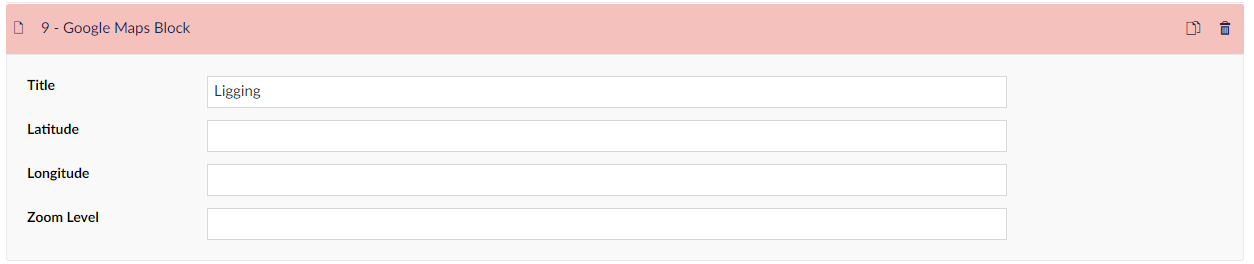 9 - Google Maps Block
Title
Ligging
Latitude
Longitude
Zoom Level